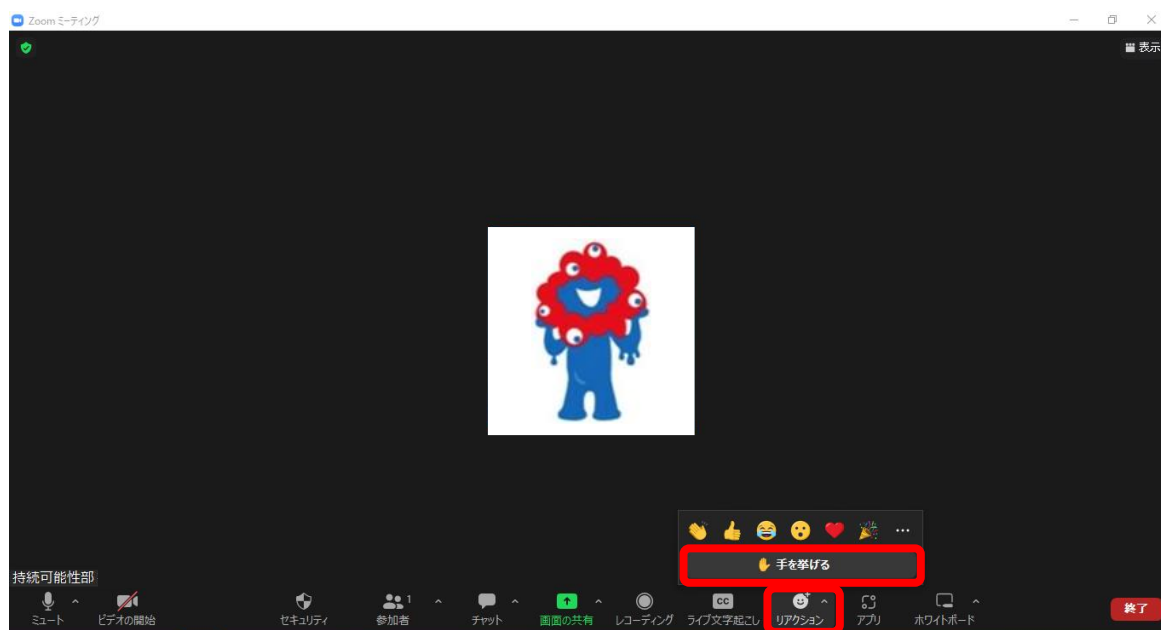 Zoom ミーティング
表示
手を挙げる
持続可能性部
ミュート
ビデオの開始
セキュリティ
1
参加者
チャット
画面の共有
レコーディング
CC
ライブ文字起こし
リアクション
アプリ
ホワイトボード
終了